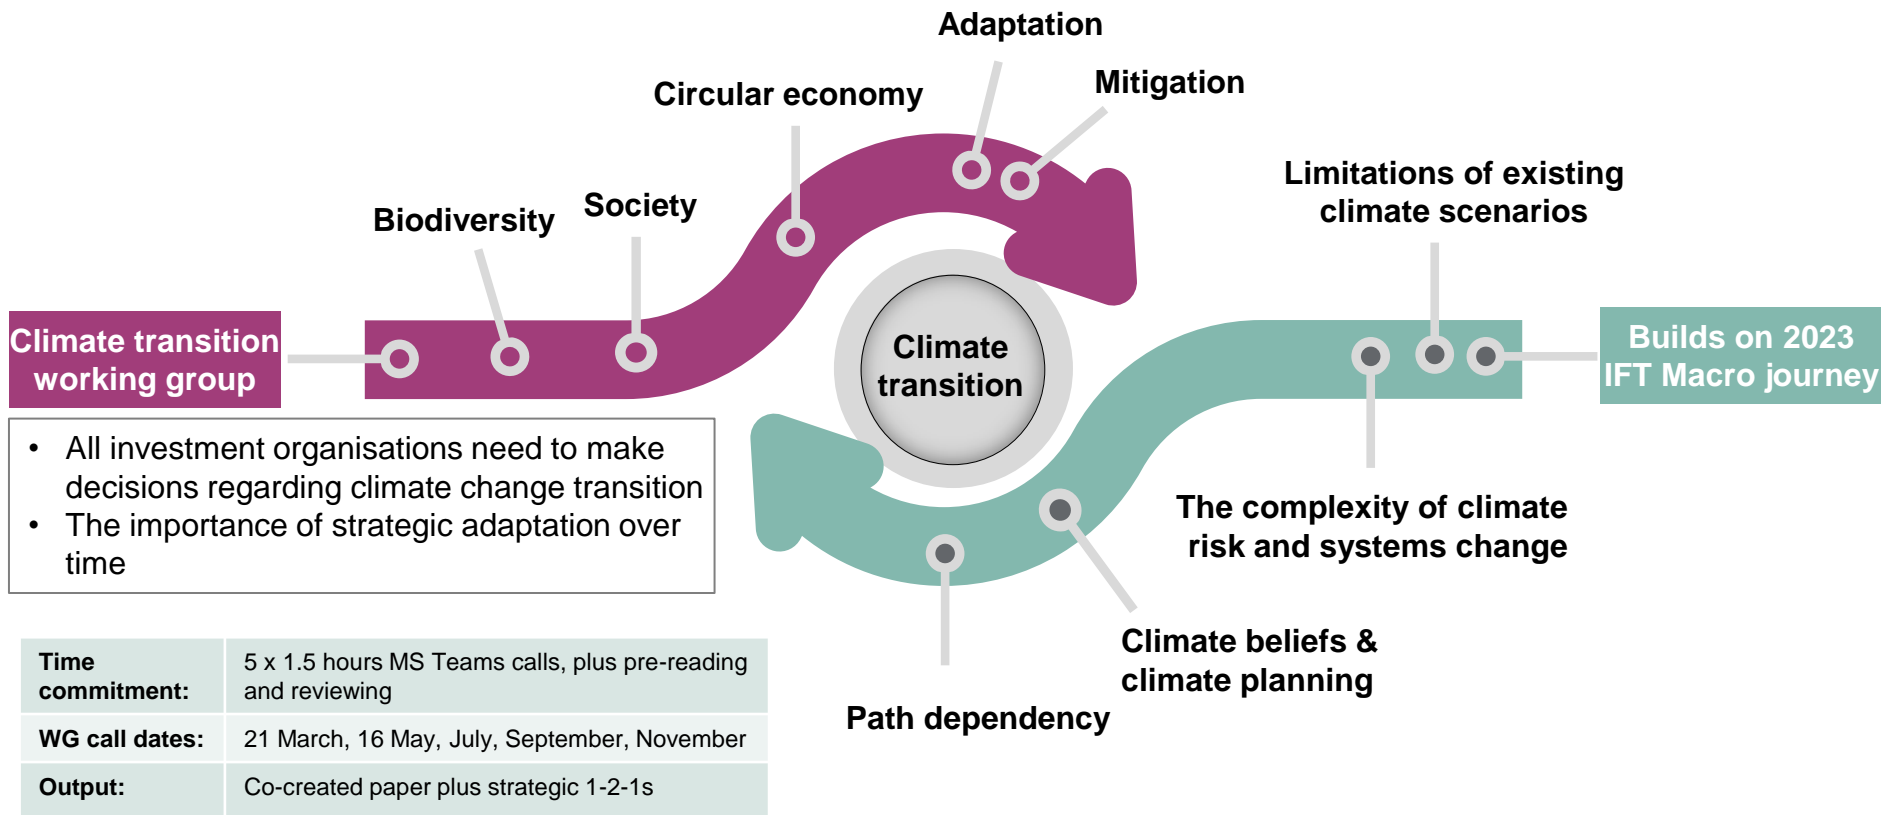 Adaptation
Mitigation
Circular economy
Society
Biodiversity
Limitations of existing
climate scenarios
Climate transition
working group
Climate
transition
Builds on 2023
IFT Macro journey
• All investment organisations need to make
decisions regarding climate change transition
• The importance of strategic adaptation over
time
The complexity of climate
risk and systems change
Climate beliefs &
climate planning
Path dependency
Time
commitment:
5 x 1.5 hours MS Teams calls, plus pre-reading
and reviewing
WG call dates:
21 March, 16 May, July, September, November
Output:
Co-created paper plus strategic 1-2-1s